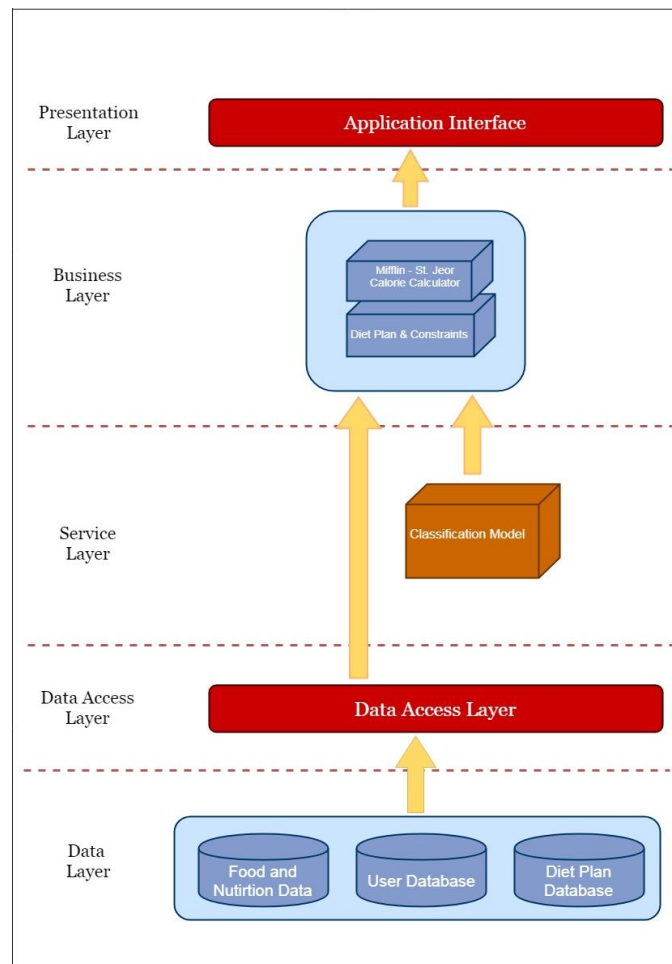 Presentation
Layer
Application Interface
Business
Layer
Mifflin - St. Jeor
Calorie Calculator
Diet Plan & Constraints
Service
Layer
Classification Model
Data Access
Layer
Data Access Layer
Data
Layer
Food and
Nutirtion Data
User Database
Diet Plan
Database